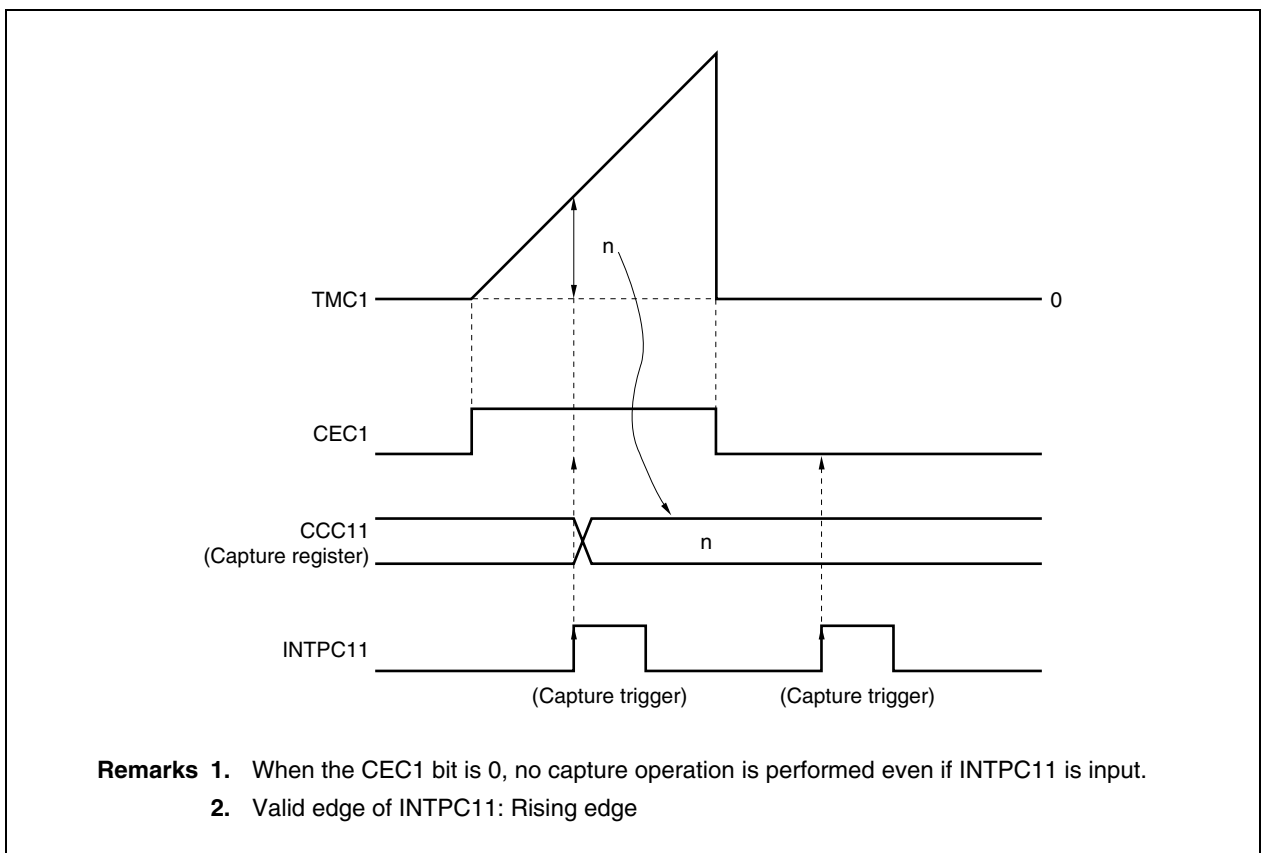 n
TMC1
0
CEC1
CCC11
(Capture register)
n
INTPC11
(Capture trigger) (Capture trigger)
Remarks 1. When the CEC1 bit is 0, no capture operation is performed even if INTPC11 is input.
2. Valid edge of INTPC11: Rising edge